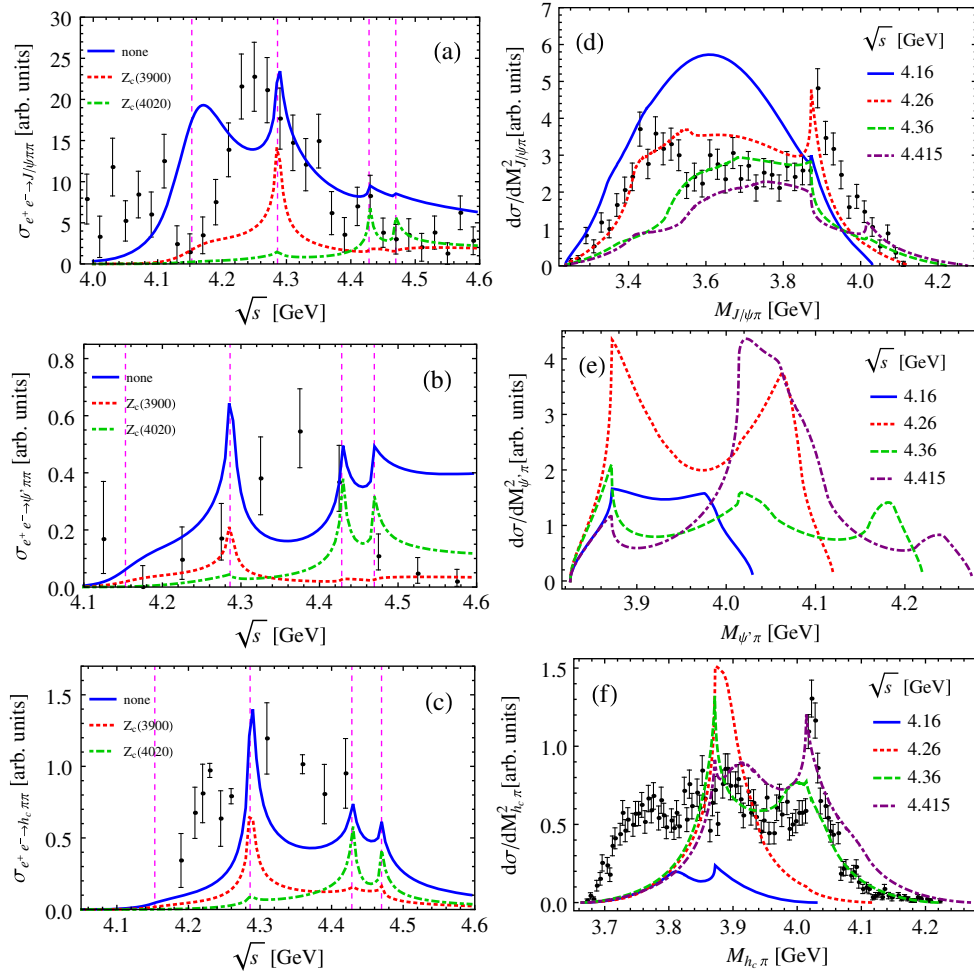 (a)
none
Z_c(3900)
Z_c(4020)
σ_{e^+ e^-→J/ψππ} [arb. units]
0 5 10 15 20 25 30
4.0 4.1 4.2 4.3 4.4 4.5 4.6
√s [GeV]
(d)
√s [GeV]
4.16
4.26
4.36
4.415
dσ/dM²_{J/ψπ}[arb. units]
0 1 2 3 4 5 6 7
3.4 3.6 3.8 4.0 4.2
M_{J/ψπ} [GeV]
(b)
none
Z_c(3900)
Z_c(4020)
σ_{e^+ e^-→ψ'ππ} [arb. units]
0.0 0.2 0.4 0.6 0.8
4.1 4.2 4.3 4.4 4.5 4.6
√s [GeV]
(e)
√s [GeV]
4.16
4.26
4.36
4.415
dσ/dM²_{ψ'π}[arb. units]
0 1 2 3 4
3.9 4.0 4.1 4.2
M_{ψ'π} [GeV]
(c)
none
Z_c(3900)
Z_c(4020)
σ_{e^+ e^-→h_c ππ} [arb. units]
0.0 0.5 1.0 1.5
4.1 4.2 4.3 4.4 4.5 4.6
√s [GeV]
(f)
√s [GeV]
4.16
4.26
4.36
4.415
dσ/dM²_{h_c π}[arb. units]
0.0 0.5 1.0 1.5
3.7 3.8 3.9 4.0 4.1 4.2
M_{h_c π} [GeV]